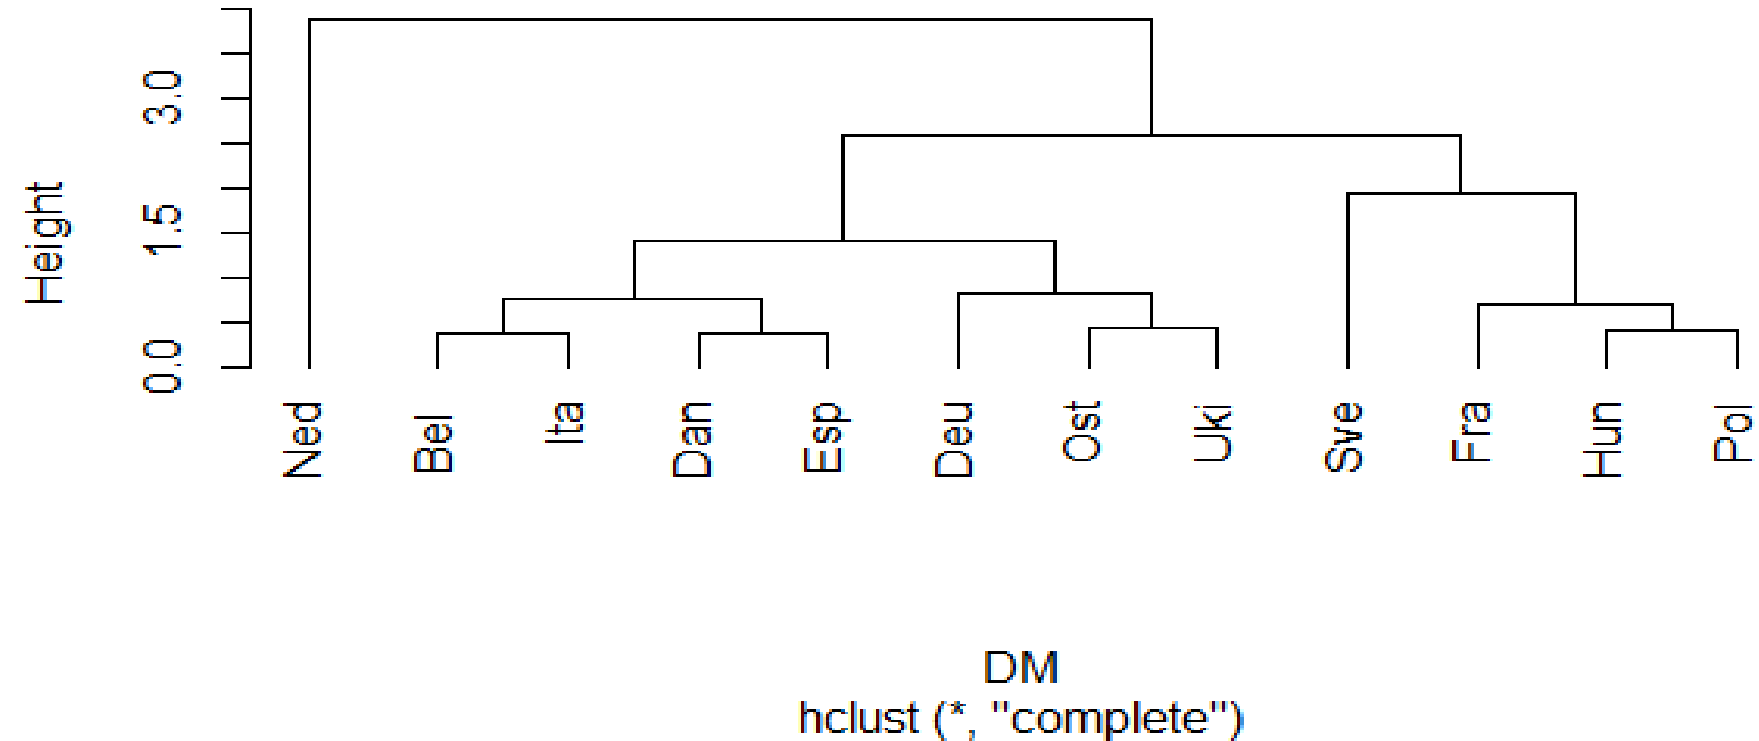 Height
3.0
1.5
0.0
Ned
Bel
Ita
Dan
Esp
Deu
Ost
Uki
Sve
Fra
Hun
Pol
DM
hclust (*, "complete")